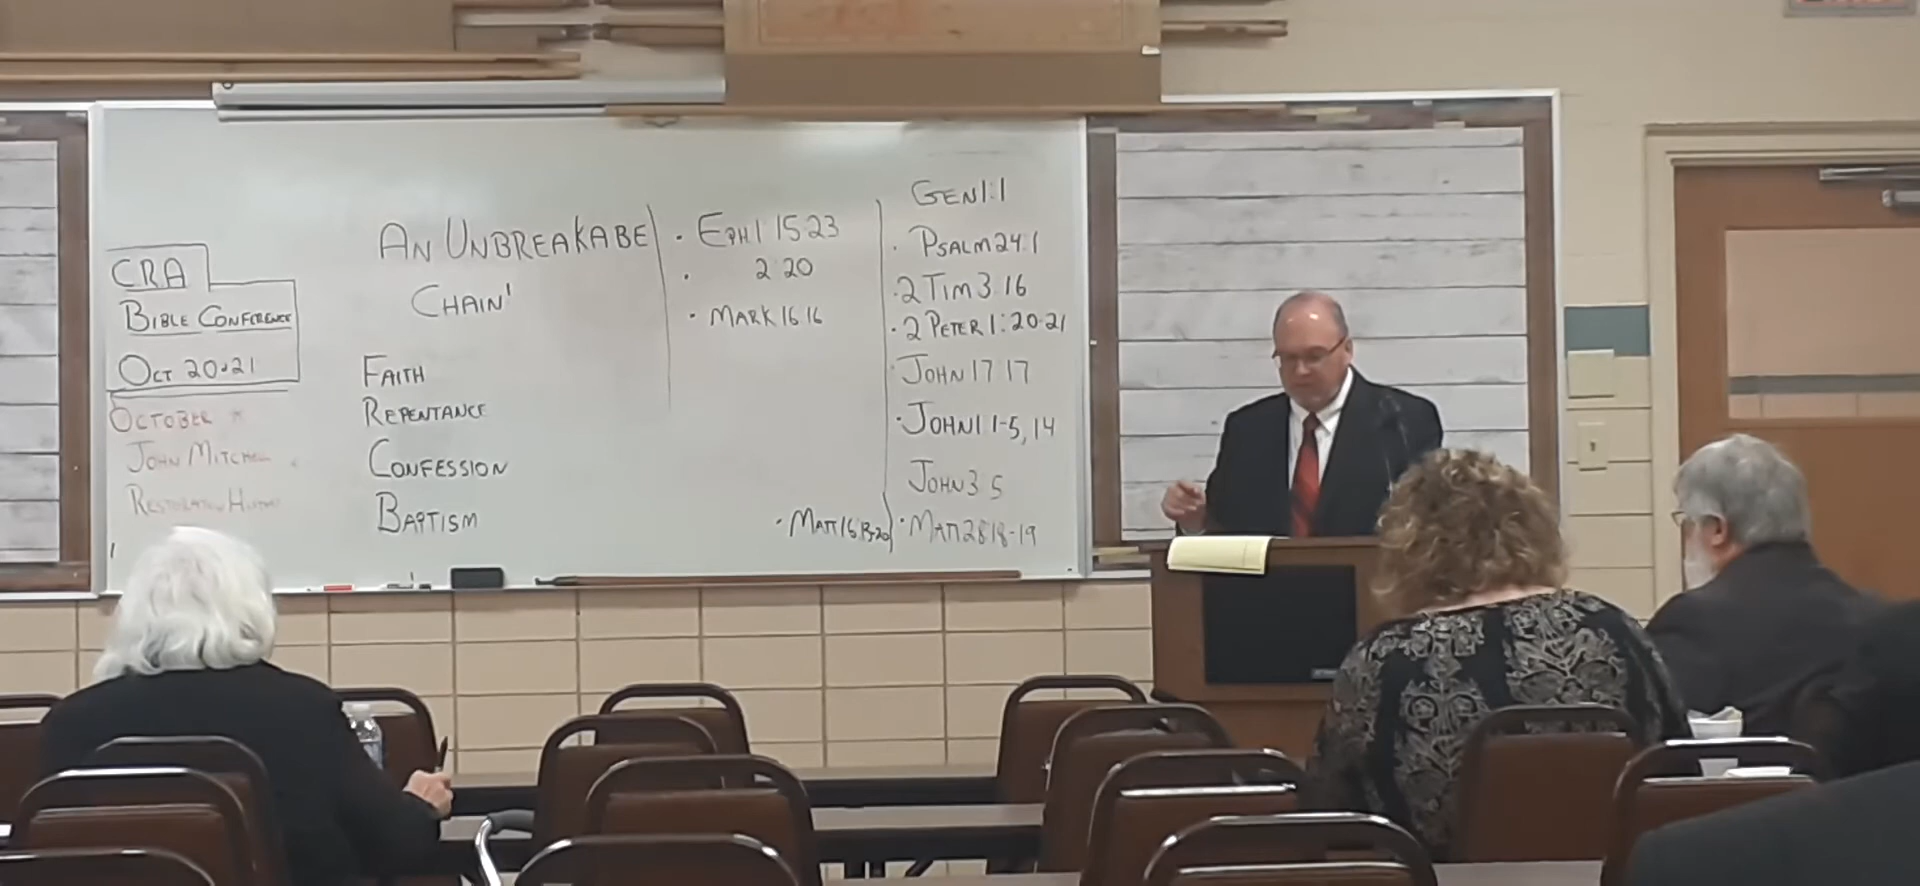 CRA
BIBLE CONFERENCE
OCT 20-21
OCTOBER
JOHN MITCHELL
AN UNBREAKABE
CHAIN'
FAITH
REPENTANCE
CONFESSION
BAPTISM
• EPH 1 15 23
• 2 20
• MARK 16 16
• MATT 16 13-20
GEN 1:1
• PSALM 24:1
• 2 TIM 3 16
• 2 PETER 1:20-21
JOHN 17 17
• JOHN 1 1-5, 14
JOHN 3 5
• MATT 28 18-19